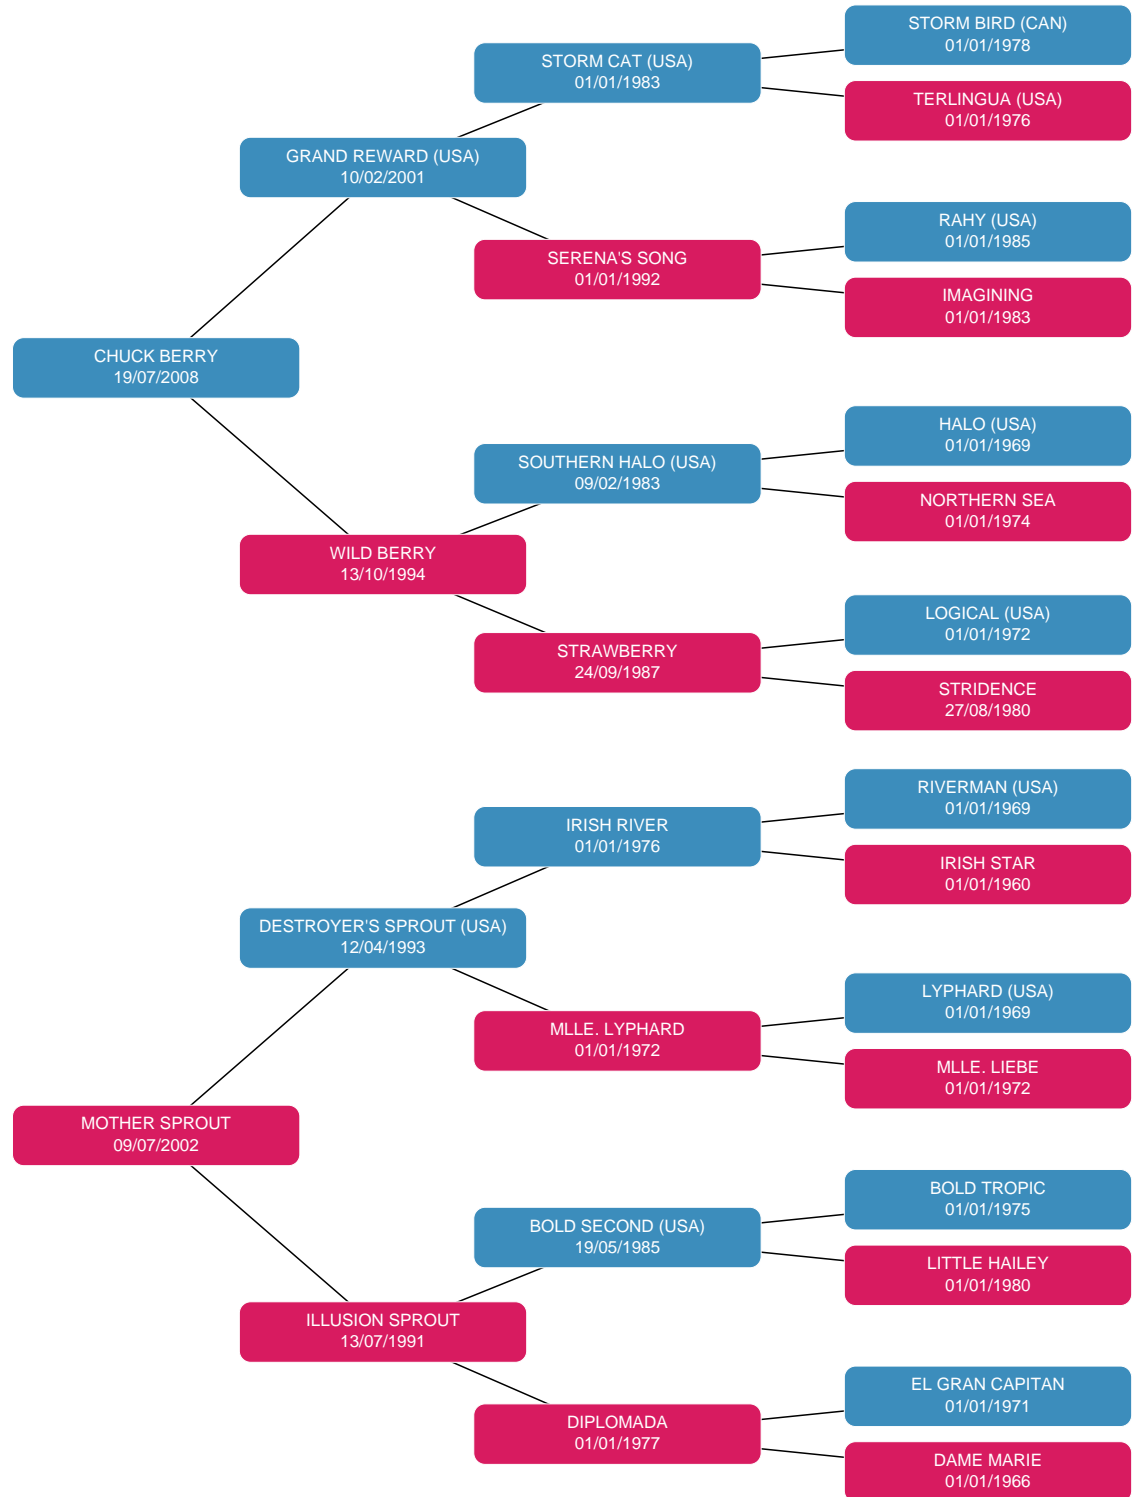 STORM BIRD (CAN)
01/01/1978
STORM CAT (USA)
01/01/1983
TERLINGUA (USA)
01/01/1976
GRAND REWARD (USA)
10/02/2001
RAHY (USA)
01/01/1985
SERENA'S SONG
01/01/1992
IMAGINING
01/01/1983
CHUCK BERRY
19/07/2008
HALO (USA)
01/01/1969
SOUTHERN HALO (USA)
09/02/1983
NORTHERN SEA
01/01/1974
WILD BERRY
13/10/1994
LOGICAL (USA)
01/01/1972
STRAWBERRY
24/09/1987
STRIDENCE
27/08/1980
RIVERMAN (USA)
01/01/1969
IRISH RIVER
01/01/1976
IRISH STAR
01/01/1960
DESTROYER'S SPROUT (USA)
12/04/1993
LYPHARD (USA)
01/01/1969
MLLE. LYPHARD
01/01/1972
MLLE. LIEBE
01/01/1972
MOTHER SPROUT
09/07/2002
BOLD TROPIC
01/01/1975
BOLD SECOND (USA)
19/05/1985
LITTLE HAILEY
01/01/1980
ILLUSION SPROUT
13/07/1991
EL GRAN CAPITAN
01/01/1971
DIPLOMADA
01/01/1977
DAME MARIE
01/01/1966